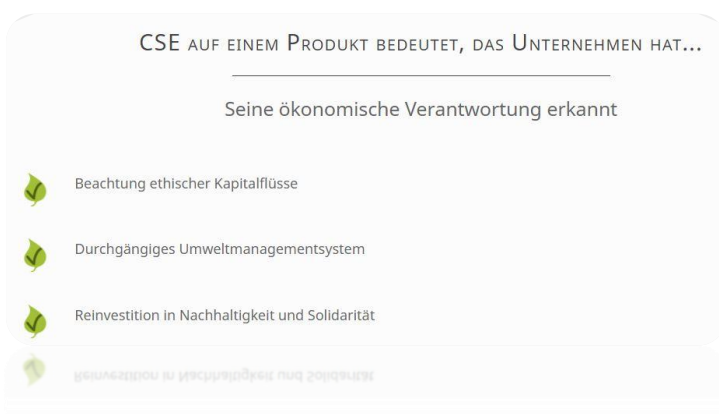 CSE auf einem Produkt bedeutet, das Unternehmen hat...
Seine ökonomische Verantwortung erkannt
Beachtung ethischer Kapitalflüsse
Durchgängiges Umweltmanagementsystem
Reinvestition in Nachhaltigkeit und Solidarität